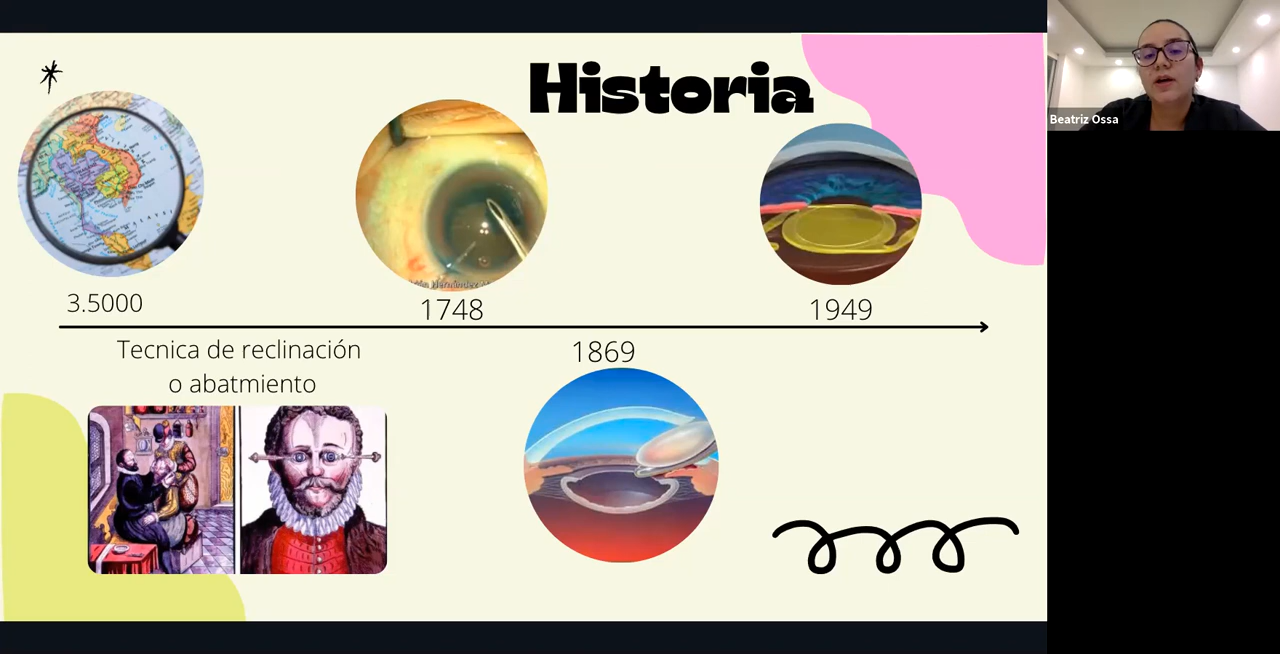 Historia
Beatriz Ossa
3.5000
1748
1949
Tecnica de reclinación
o abatmiento
1869